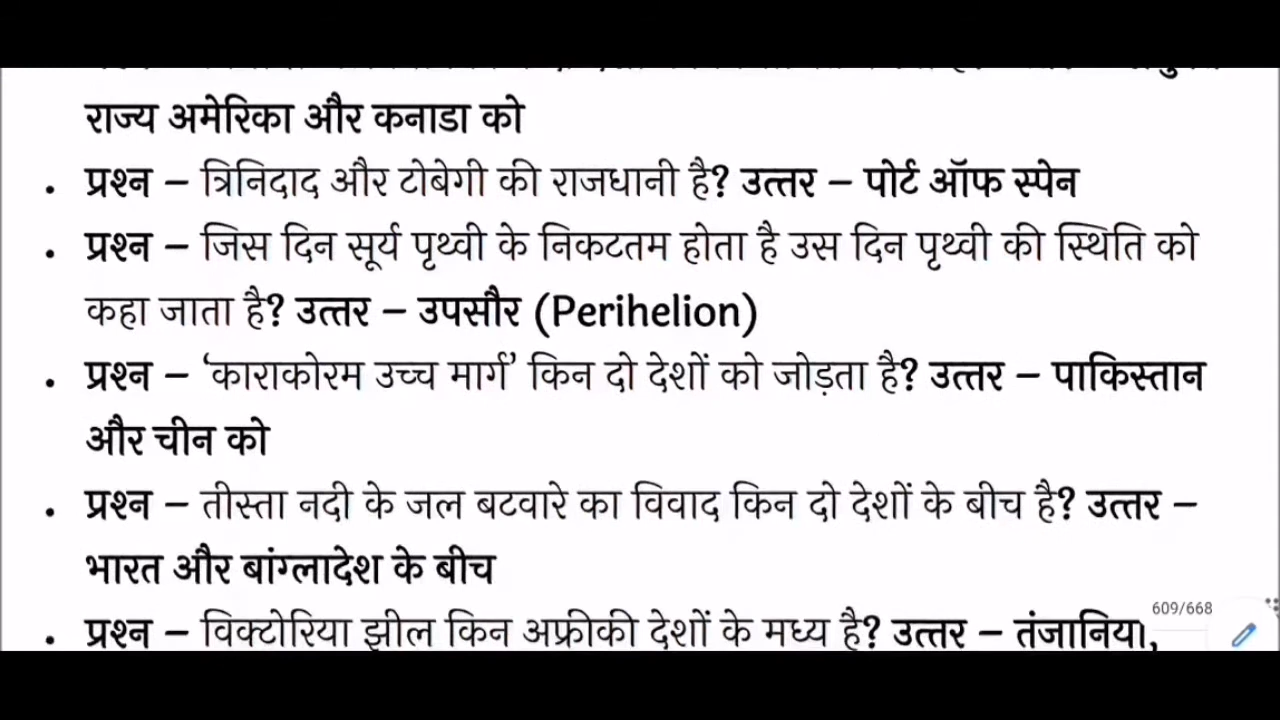 राज्य अमेरिका और कनाडा को
• प्रश्न – त्रिनिदाद और टोबेगी की राजधानी है? उत्तर – पोर्ट ऑफ स्पेन
• प्रश्न – जिस दिन सूर्य पृथ्वी के निकटतम होता है उस दिन पृथ्वी की स्थिति को
कहा जाता है? उत्तर – उपसौर (Perihelion)
• प्रश्न – ‘काराकोरम उच्च मार्ग’ किन दो देशों को जोड़ता है? उत्तर – पाकिस्तान
और चीन को
• प्रश्न – तीस्ता नदी के जल बटवारे का विवाद किन दो देशों के बीच है? उत्तर –
भारत और बांग्लादेश के बीच
609/668
• प्रश्न – विक्टोरिया झील किन अफ्रीकी देशों के मध्य है? उत्तर – तंजानिया,